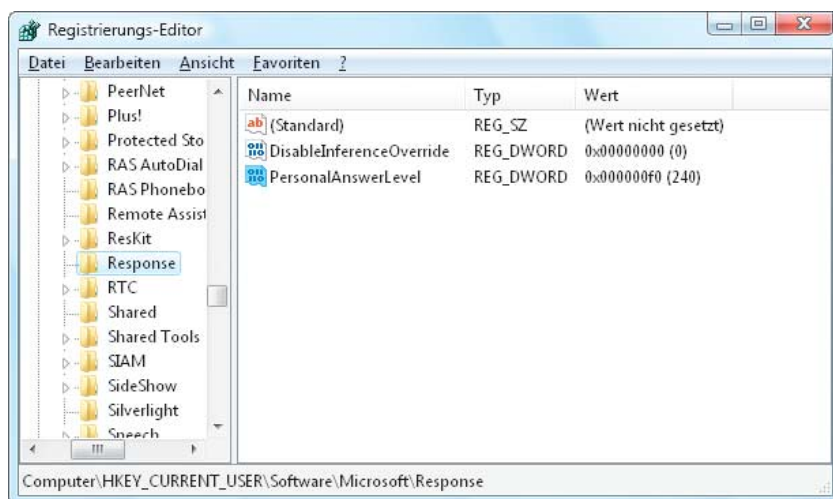 Registrierungs-Editor
Datei Bearbeiten Ansicht Favoriten ?
PeerNet
Plus!
Protected Sto
RAS AutoDial
RAS Phonebo
Remote Assist
ResKit
Response
RTC
Shared
Shared Tools
SIAM
SideShow
Silverlight
Speech
Name Typ Wert
(Standard) REG_SZ (Wert nicht gesetzt)
DisableInferenceOverride REG_DWORD 0x00000000 (0)
PersonalAnswerLevel REG_DWORD 0x000000f0 (240)
Computer\HKEY_CURRENT_USER\Software\Microsoft\Response